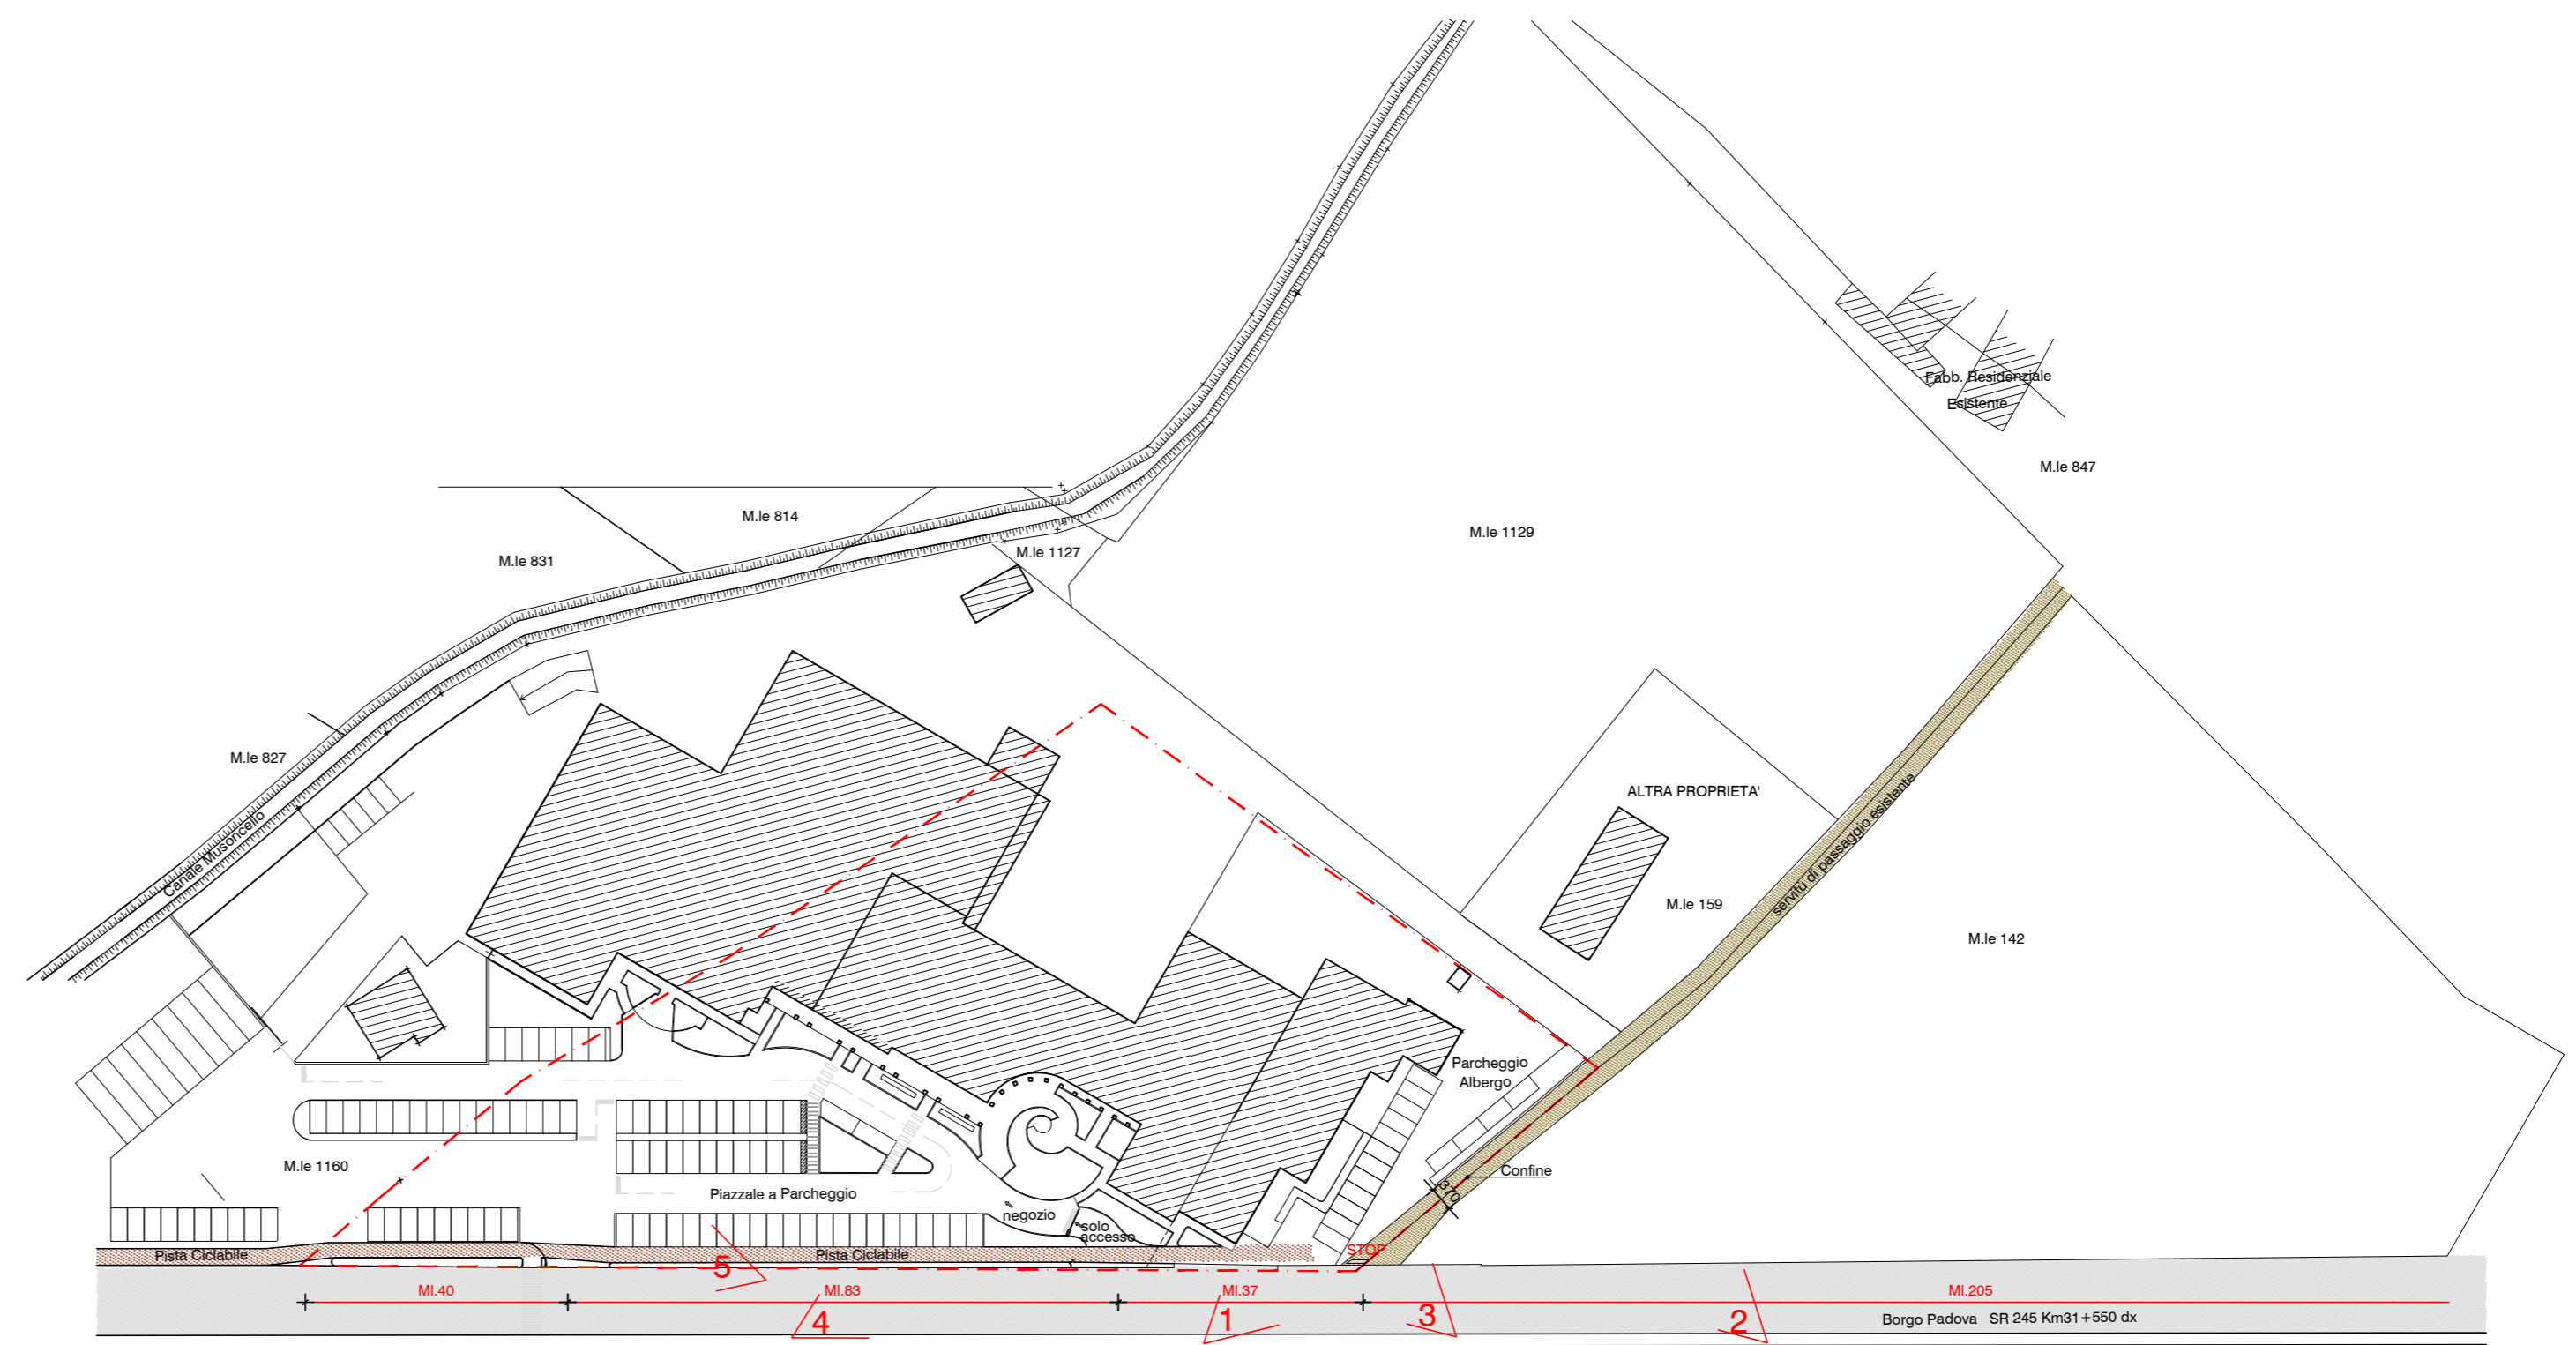 Fabb. Residenziale
Esistente
M.le 847
M.le 814
M.le 1129
M.le 831
M.le 1127
M.le 827
ALTRA PROPRIETA'
Canale Musoncello
servitu di passaggio esistente
M.le 159
M.le 142
Parcheggio
Albergo
M.le 1160
Confine
370
Piazzale a Parcheggio
negozio
solo
accesso
Pista Ciclabile
Pista Ciclabile
STOP
5
Ml.40
Ml.83
Ml.37
Ml.205
4
1
3
2
Borgo Padova SR 245 Km31+550 dx